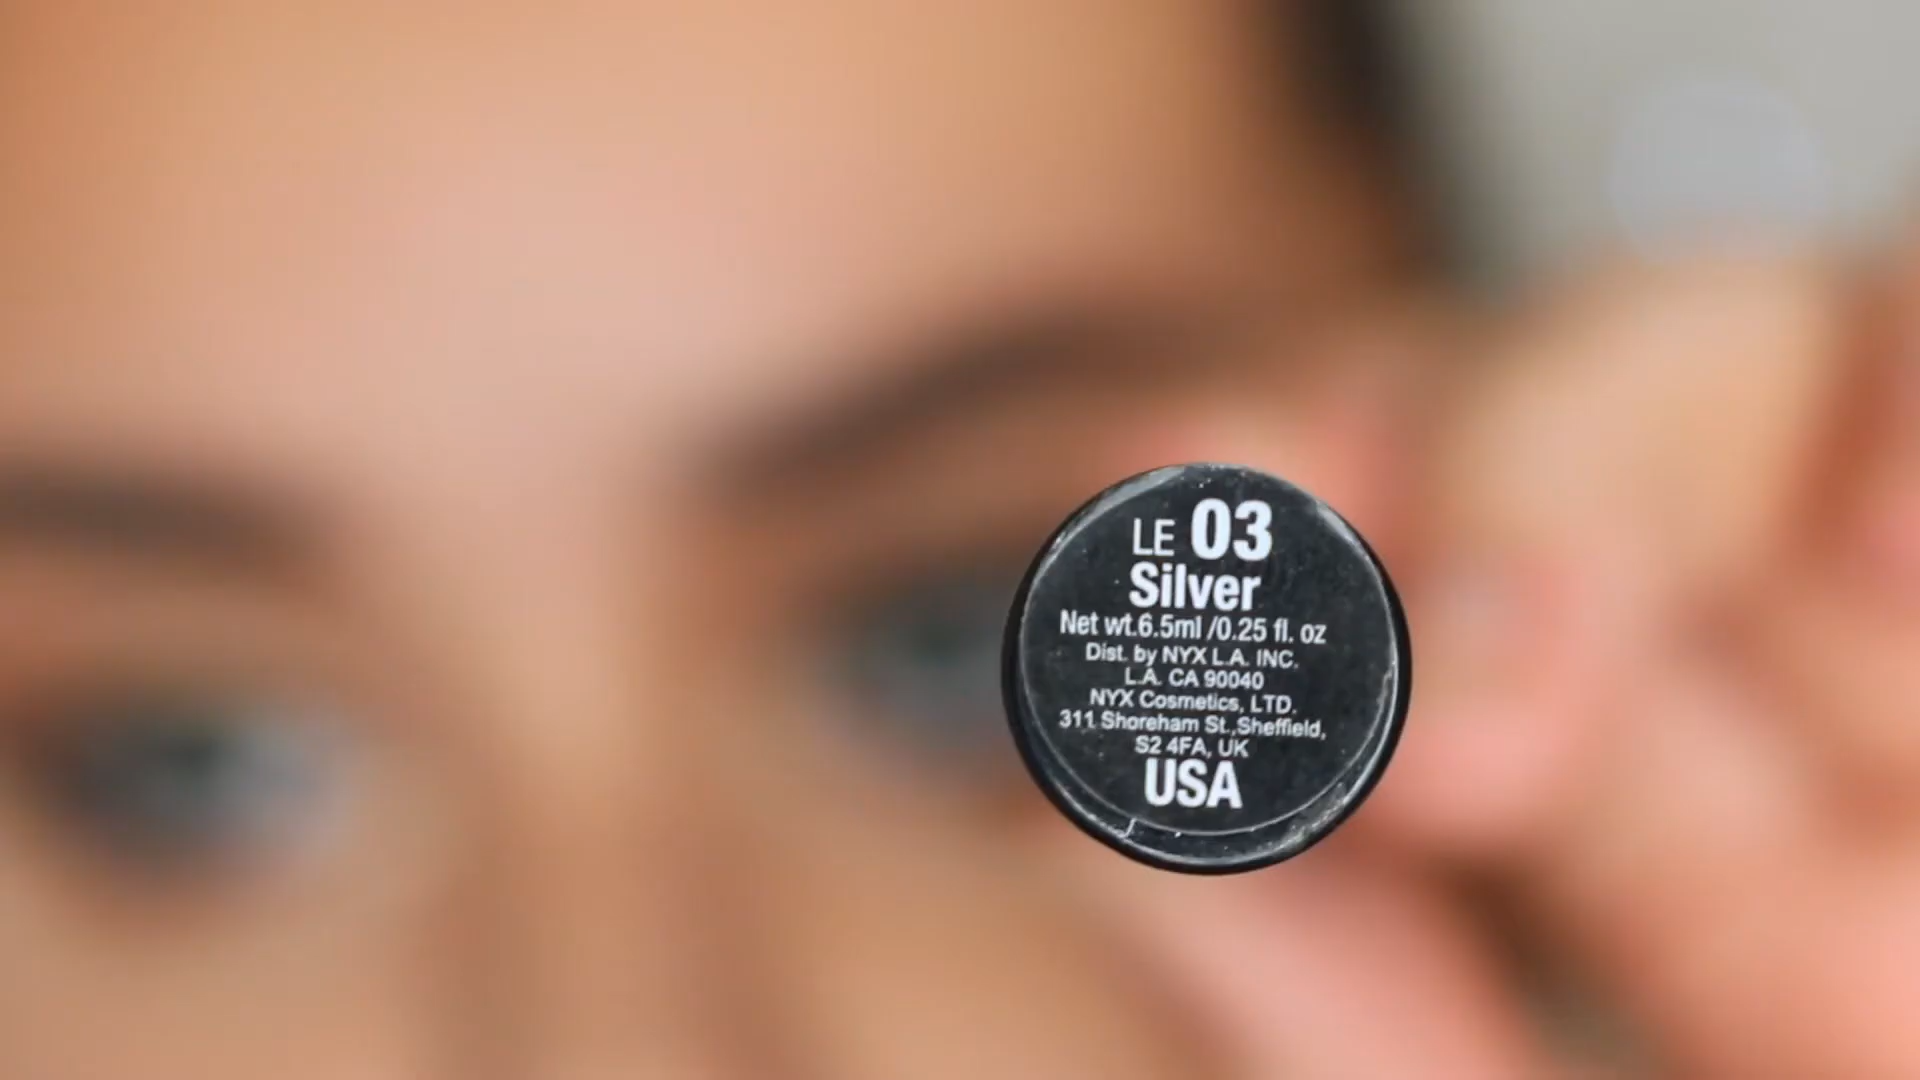 LE 03
Silver
Net wt.6.5ml /0.25 fl. oz
Dist. by NYX L.A. INC.
L.A. CA 90040
NYX Cosmetics, LTD.
311 Shoreham St.,Sheffield,
S2 4FA, UK
USA